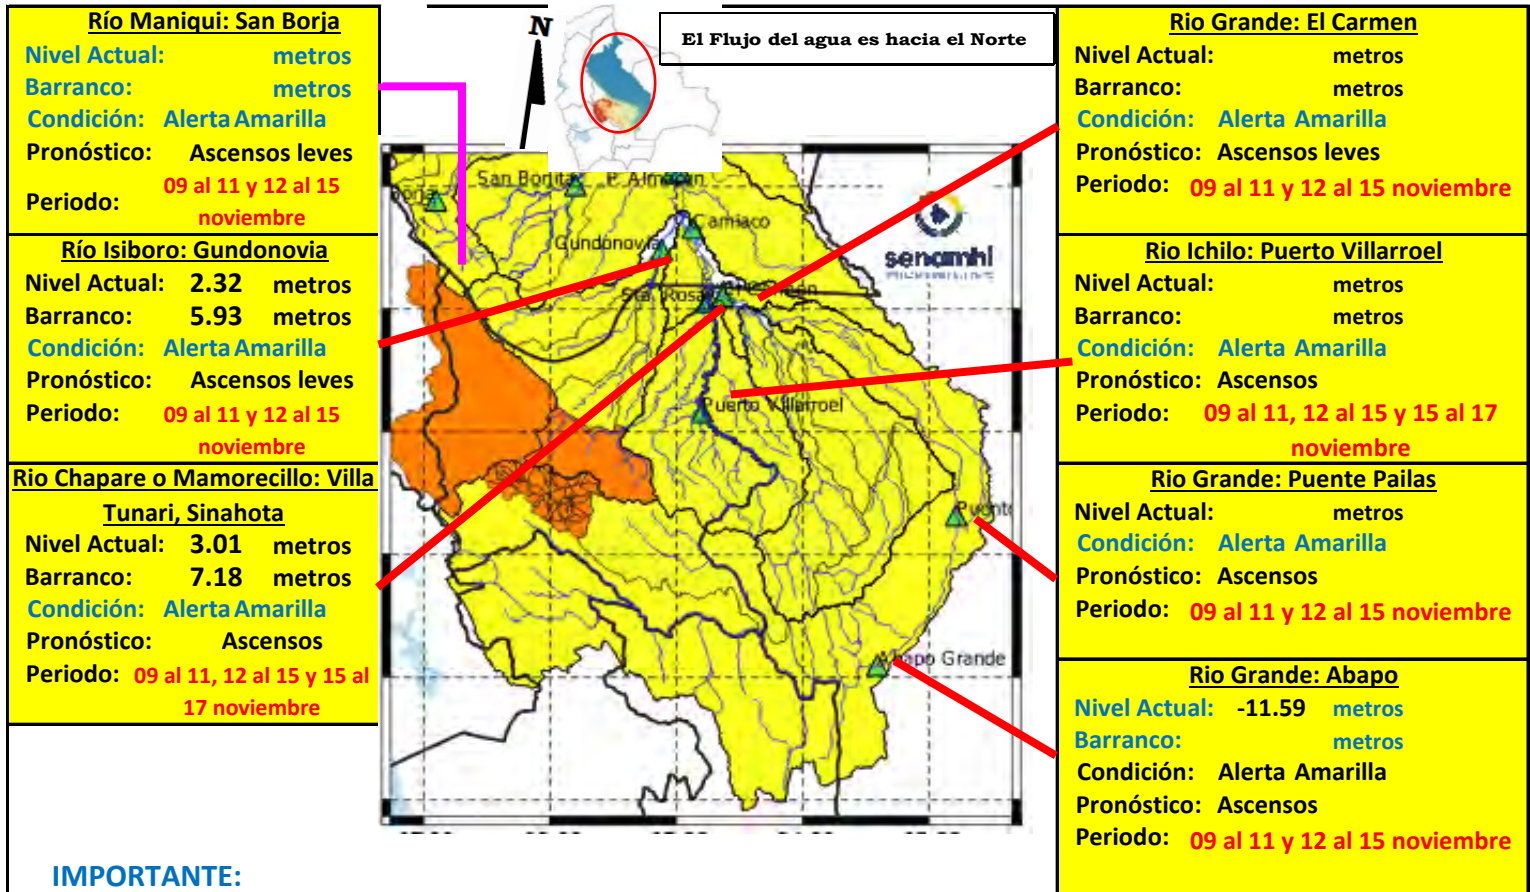 Río Maniqui: San Borja
Nivel Actual: metros
Barranco: metros
Condición: Alerta Amarilla
Pronóstico: Ascensos leves
Periodo: 09 al 11 y 12 al 15
noviembre
Río Isiboro: Gundonovia
Nivel Actual: 2.32 metros
Barranco: 5.93 metros
Condición: Alerta Amarilla
Pronóstico: Ascensos leves
Periodo: 09 al 11 y 12 al 15
noviembre
Rio Chapare o Mamorecillo: Villa
Tunari, Sinahota
Nivel Actual: 3.01 metros
Barranco: 7.18 metros
Condición: Alerta Amarilla
Pronóstico: Ascensos
Periodo: 09 al 11, 12 al 15 y 15 al
17 noviembre
IMPORTANTE:
N
El Flujo del agua es hacia el Norte
San Borjita
Camiaco
Gundonovia
Sta. Rosa
Puerto Villarroel
Puent
Abapo Grande
senamhi
Rio Grande: El Carmen
Nivel Actual: metros
Barranco: metros
Condición: Alerta Amarilla
Pronóstico: Ascensos leves
Periodo: 09 al 11 y 12 al 15 noviembre
Rio Ichilo: Puerto Villarroel
Nivel Actual: metros
Barranco: metros
Condición: Alerta Amarilla
Pronóstico: Ascensos
Periodo: 09 al 11, 12 al 15 y 15 al 17
noviembre
Rio Grande: Puente Pailas
Nivel Actual: metros
Condición: Alerta Amarilla
Pronóstico: Ascensos
Periodo: 09 al 11 y 12 al 15 noviembre
Rio Grande: Abapo
Nivel Actual: -11.59 metros
Barranco: metros
Condición: Alerta Amarilla
Pronóstico: Ascensos
Periodo: 09 al 11 y 12 al 15 noviembre